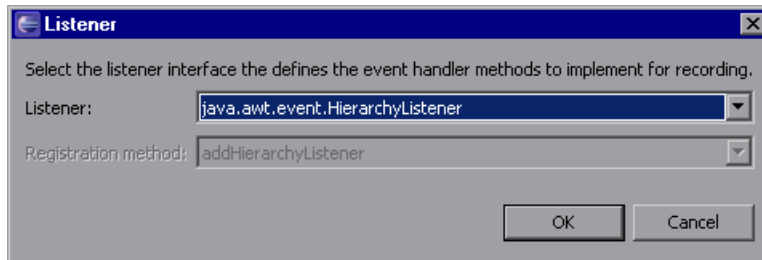 Listener
Select the listener interface the defines the event handler methods to implement for recording.
Listener: java.awt.event.HierarchyListener
Registration method: addHierarchyListener
OK Cancel